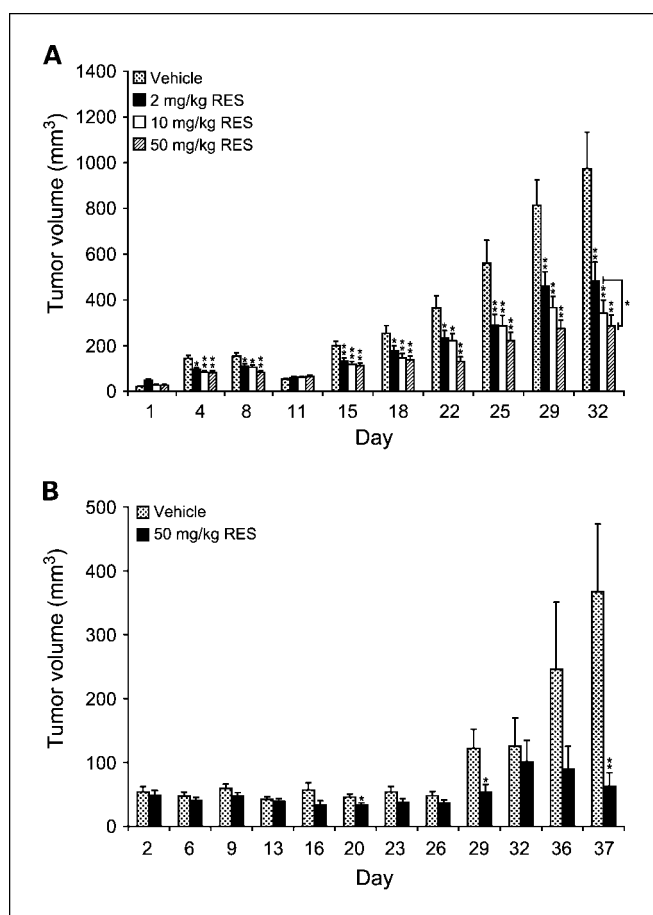 A
1400
1200
1000
800
600
400
200
0
Tumor volume (mm³)
Vehicle
2 mg/kg RES
10 mg/kg RES
50 mg/kg RES
1 4 8 11 15 18 22 25 29 32
Day
B
500
400
300
200
100
0
Tumor volume (mm³)
Vehicle
50 mg/kg RES
2 6 9 13 16 20 23 26 29 32 36 37
Day